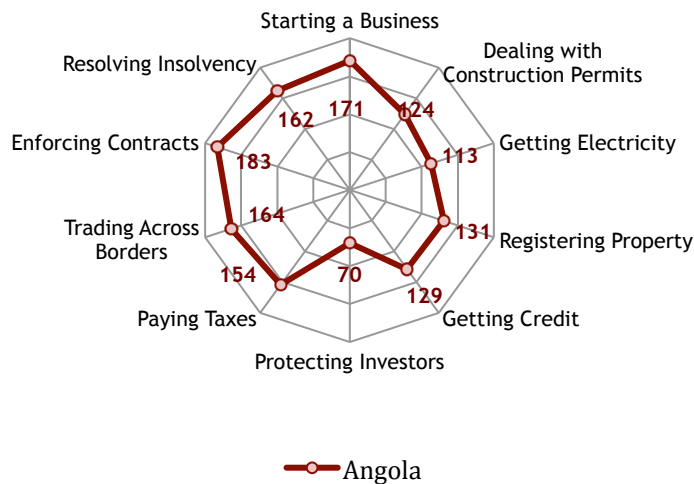 Starting a Business
Dealing with
Construction Permits
Resolving Insolvency
171
124
162
Enforcing Contracts
Getting Electricity
183
113
164
Trading Across
Borders
131
Registering Property
154
70
129
Paying Taxes
Getting Credit
Protecting Investors
Angola